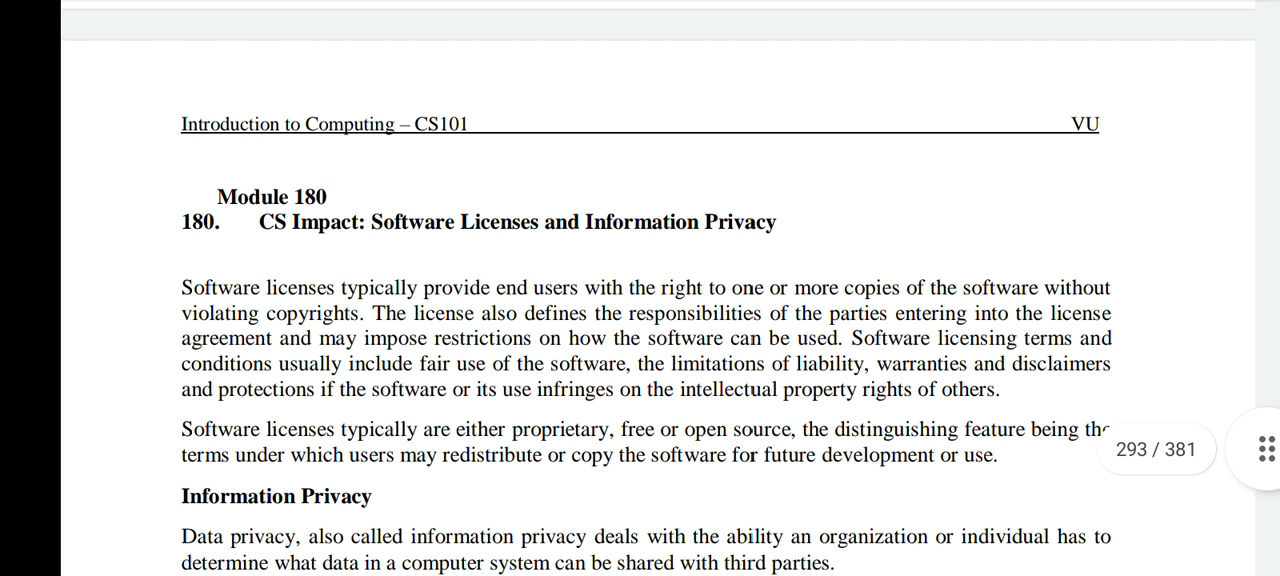 Introduction to Computing – CS101 VU
Module 180
180. CS Impact: Software Licenses and Information Privacy
Software licenses typically provide end users with the right to one or more copies of the software without
violating copyrights. The license also defines the responsibilities of the parties entering into the license
agreement and may impose restrictions on how the software can be used. Software licensing terms and
conditions usually include fair use of the software, the limitations of liability, warranties and disclaimers
and protections if the software or its use infringes on the intellectual property rights of others.
Software licenses typically are either proprietary, free or open source, the distinguishing feature being the
terms under which users may redistribute or copy the software for future development or use.
293 / 381
Information Privacy
Data privacy, also called information privacy deals with the ability an organization or individual has to
determine what data in a computer system can be shared with third parties.